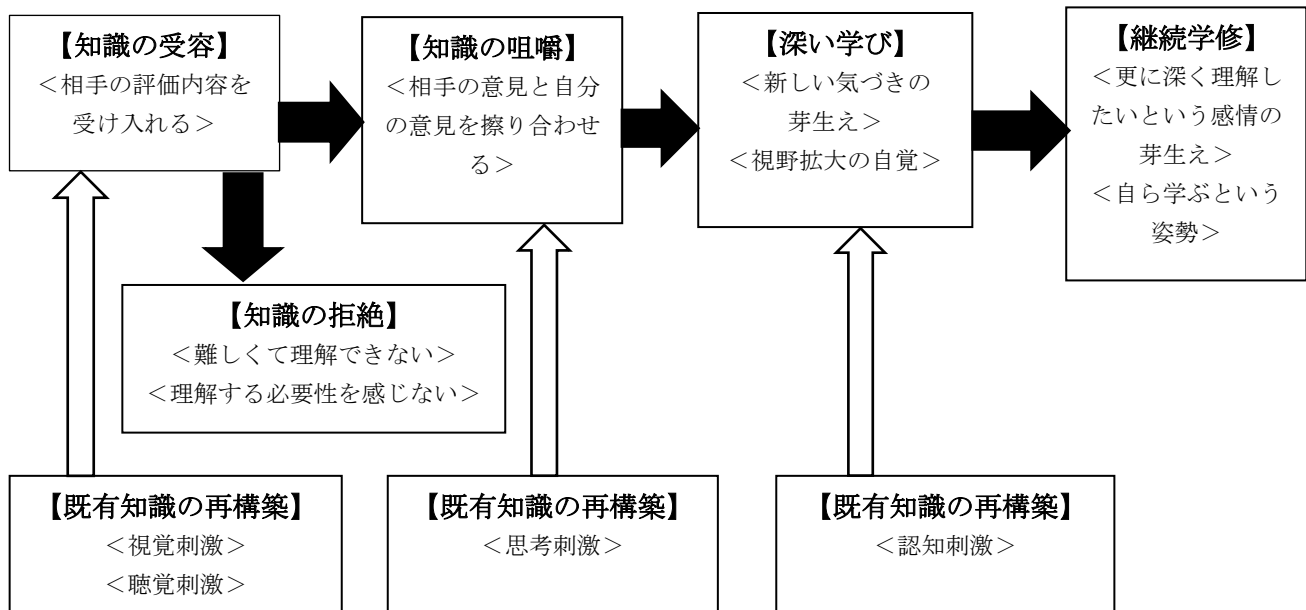 【知識の受容】
＜相手の評価内容を
受け入れる＞
【知識の咀嚼】
＜相手の意見と自分
の意見を擦り合わせ
る＞
【深い学び】
＜新しい気づきの
芽生え＞
＜視野拡大の自覚＞
【継続学修】
＜更に深く理解し
たいという感情の
芽生え＞
＜自ら学ぶという
姿勢＞
【知識の拒絶】
＜難しくて理解できない＞
＜理解する必要性を感じない＞
【既有知識の再構築】
＜視覚刺激＞
＜聴覚刺激＞
【既有知識の再構築】
＜思考刺激＞
【既有知識の再構築】
＜認知刺激＞